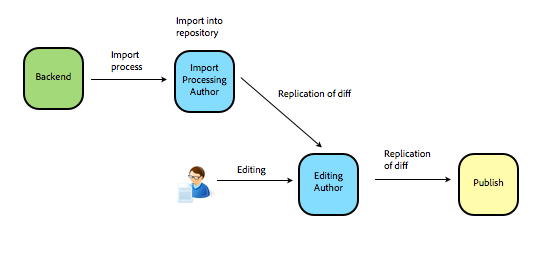 Import into
repository
Import
process
Backend
Import
Processing
Author
Replication of diff
Editing
Editing
Author
Replication
of diff
Publish